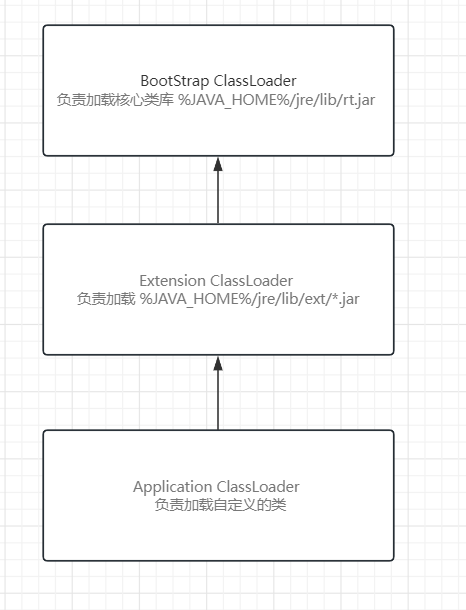 BootStrap ClassLoader
负责加载核心类库 %JAVA_HOME%/jre/lib/rt.jar
Extension ClassLoader
负责加载 %JAVA_HOME%/jre/lib/ext/*.jar
Application ClassLoader
负责加载自定义的类